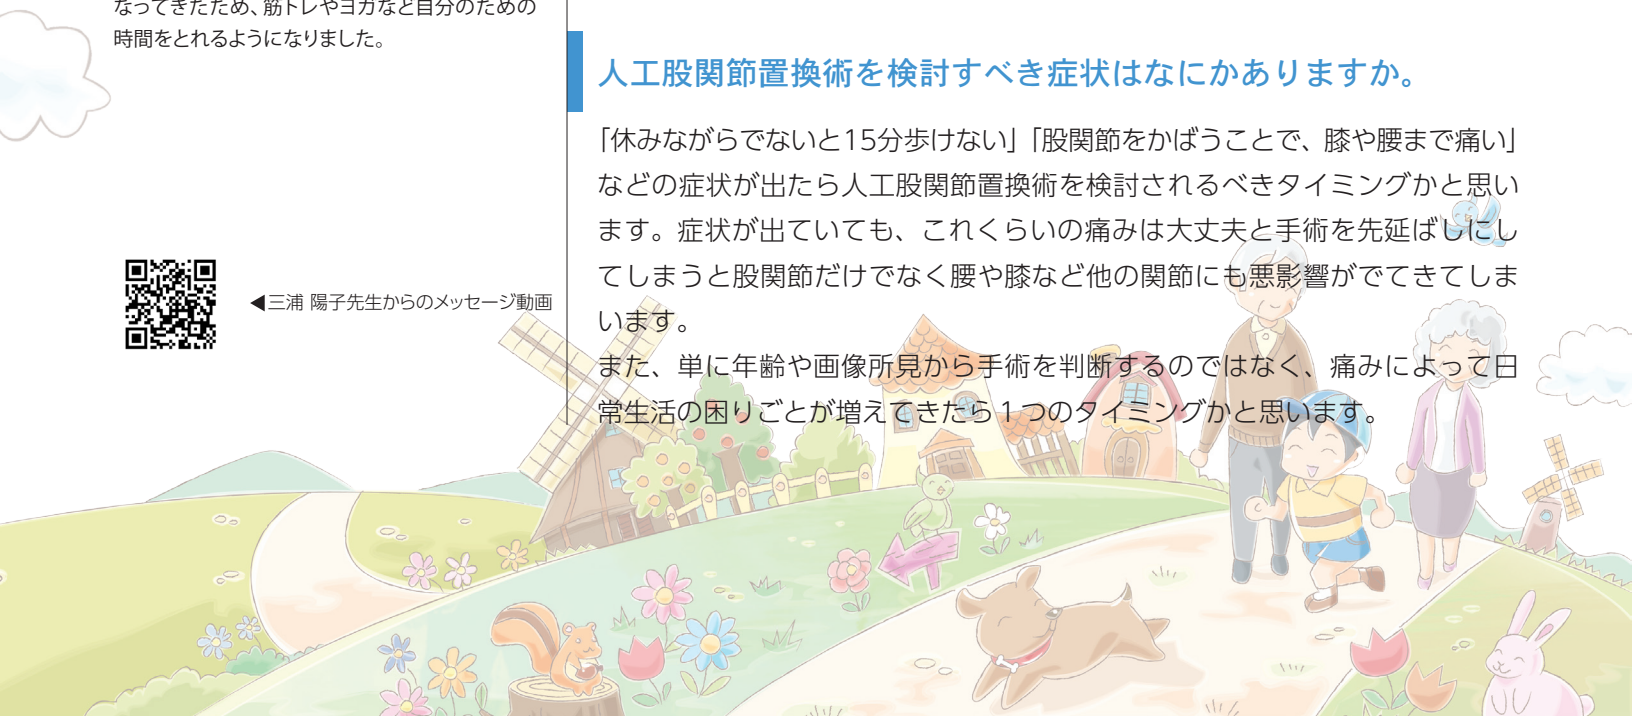 なってきたため、筋トレやヨガなど自分のための
時間をとれるようになりました。
◀三浦 陽子先生からのメッセージ動画
人工股関節置換術を検討すべき症状はなにかありますか。
「休みながらでないと15分歩けない」「股関節をかばうことで、膝や腰まで痛い」
などの症状が出たら人工股関節置換術を検討されるべきタイミングかと思い
ます。症状が出ていても、これくらいの痛みは大丈夫と手術を先延ばしにし
てしまうと股関節だけでなく腰や膝など他の関節にも悪影響がでてきてしま
います。
また、単に年齢や画像所見から手術を判断するのではなく、痛みによって日
常生活の困りごとが増えてきたら１つのタイミングかと思います。